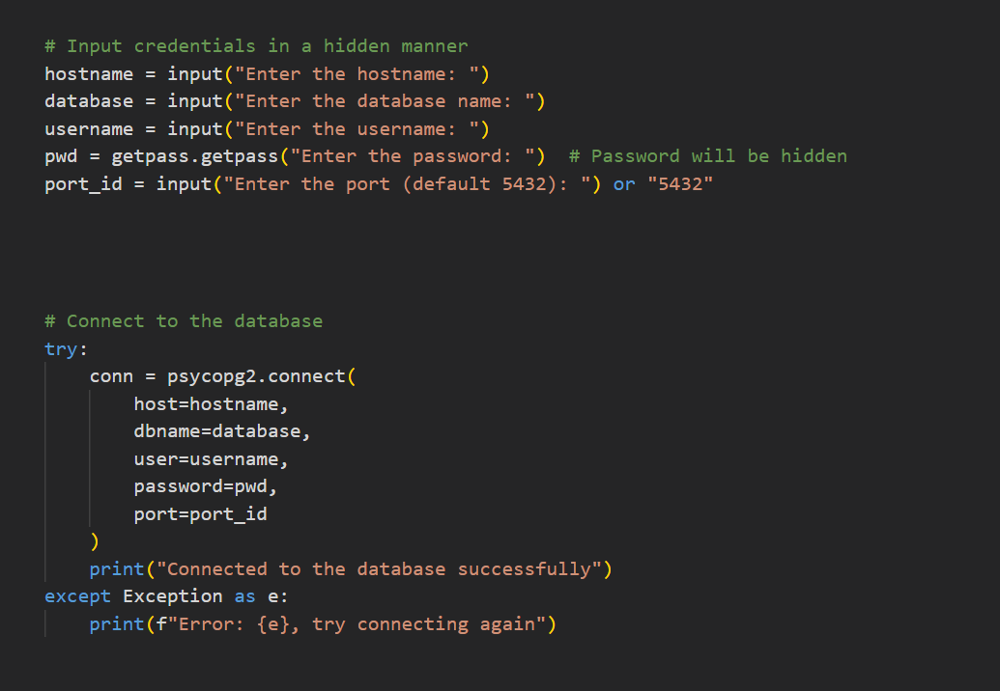 # Input credentials in a hidden manner
hostname = input("Enter the hostname: ")
database = input("Enter the database name: ")
username = input("Enter the username: ")
pwd = getpass.getpass("Enter the password: ")  # Password will be hidden
port_id = input("Enter the port (default 5432): ") or "5432"
# Connect to the database
try:
    conn = psycopg2.connect(
        host=hostname,
        dbname=database,
        user=username,
        password=pwd,
        port=port_id
    )
    print("Connected to the database successfully")
except Exception as e:
    print(f"Error: {e}, try connecting again")